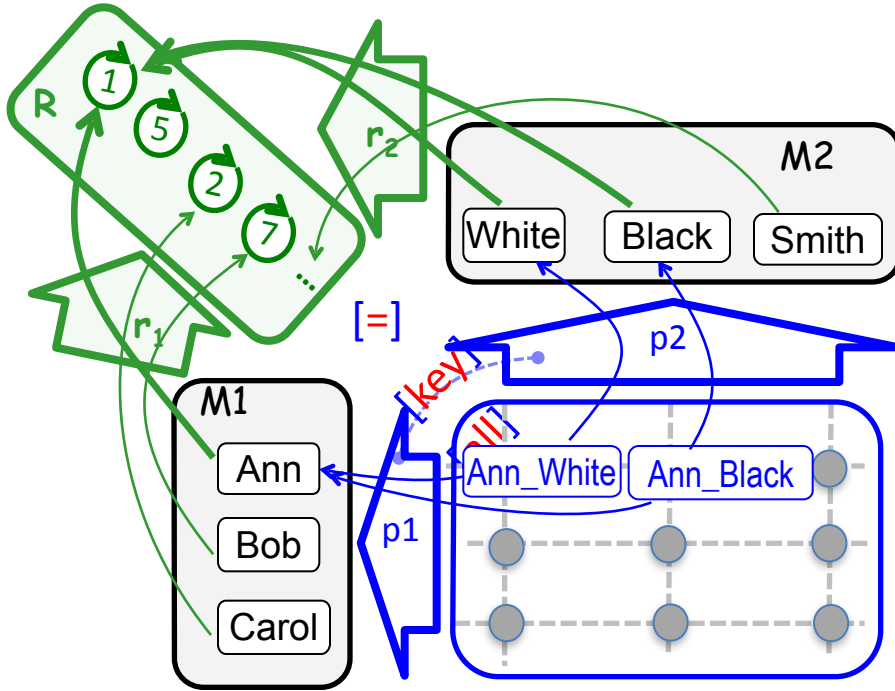 1
R
5
2
7
...
r₂
r₁
M2
White
Black
Smith
[=]
p2
[key]
M1
Ann
Bob
Carol
p1
Ann_White
Ann_Black